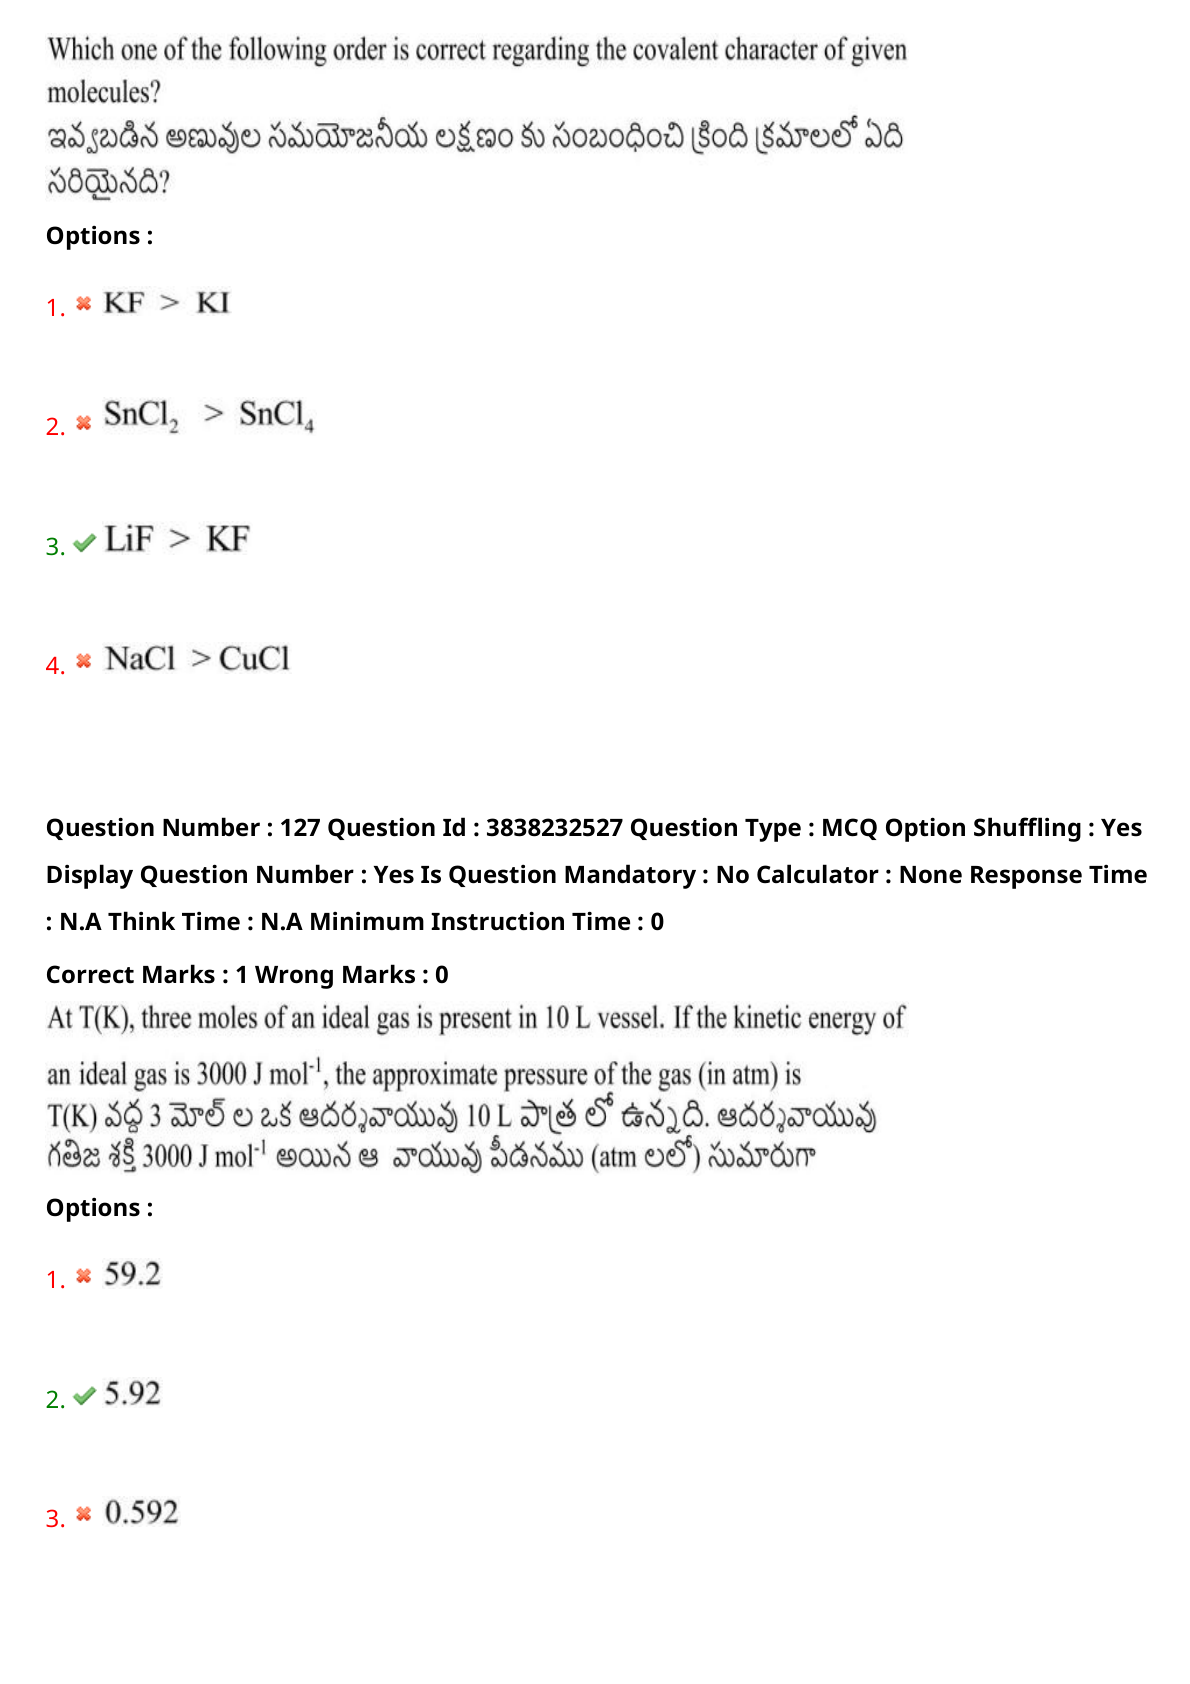 Which one of the following order is correct regarding the covalent character of given
molecules?
ఇవ్వబడిన అణువుల సమయోజనీయ లక్షణం కు సంబంధించి క్రింది క్రమాలలో ఏది
సరియైనది?
Options :
1. KF > KI
2. SnCl₂ > SnCl₄
3. LiF > KF
4. NaCl > CuCl
Question Number : 127 Question Id : 3838232527 Question Type : MCQ Option Shuffling : Yes
Display Question Number : Yes Is Question Mandatory : No Calculator : None Response Time
: N.A Think Time : N.A Minimum Instruction Time : 0
Correct Marks : 1 Wrong Marks : 0
At T(K), three moles of an ideal gas is present in 10 L vessel. If the kinetic energy of
an ideal gas is 3000 J mol⁻¹, the approximate pressure of the gas (in atm) is
T(K) వద్ద 3 మోల్ ల ఒక ఆదర్శవాయువు 10 L పాత్ర లో ఉన్నది. ఆదర్శవాయువు
గతిజ శక్తి 3000 J mol⁻¹ అయిన ఆ వాయువు పీడనము (atm లలో) సుమారుగా
Options :
1. 59.2
2. 5.92
3. 0.592